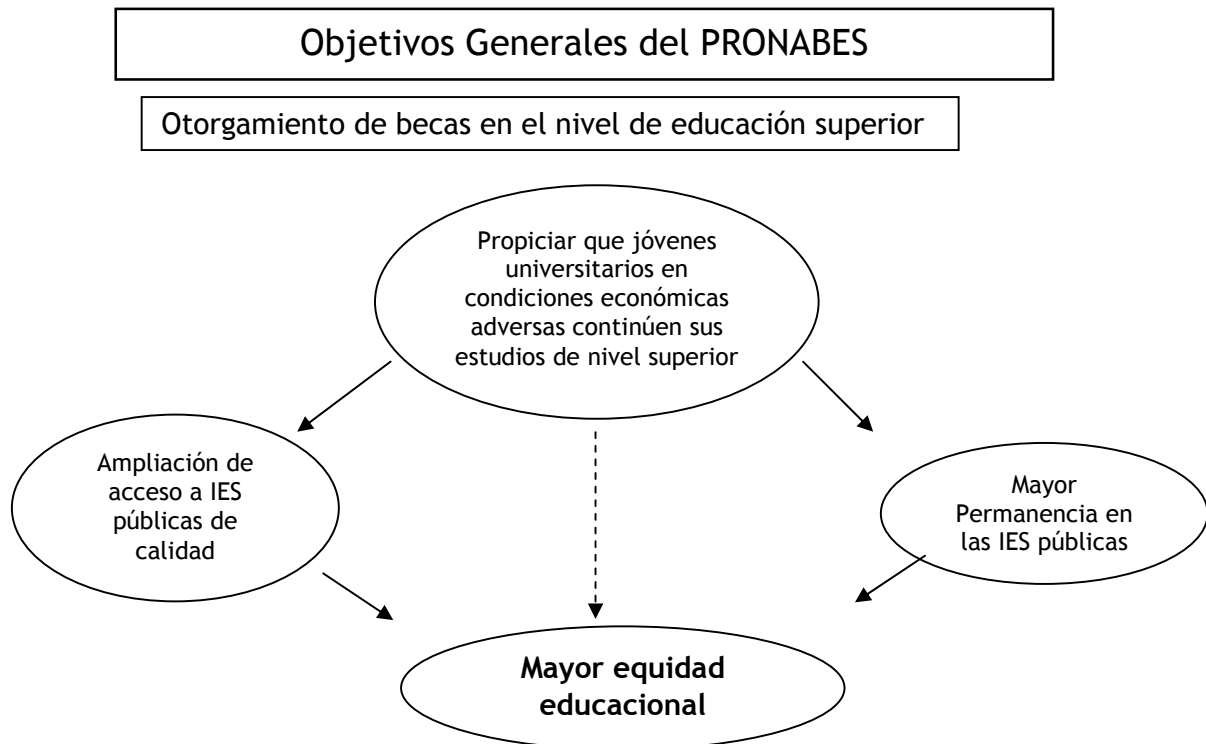 Objetivos Generales del PRONABES
Otorgamiento de becas en el nivel de educación superior
Propiciar que jóvenes
universitarios en
condiciones económicas
adversas continúen sus
estudios de nivel superior
Ampliación de
acceso a IES
públicas de
calidad
Mayor
Permanencia en
las IES públicas
Mayor equidad
educacional